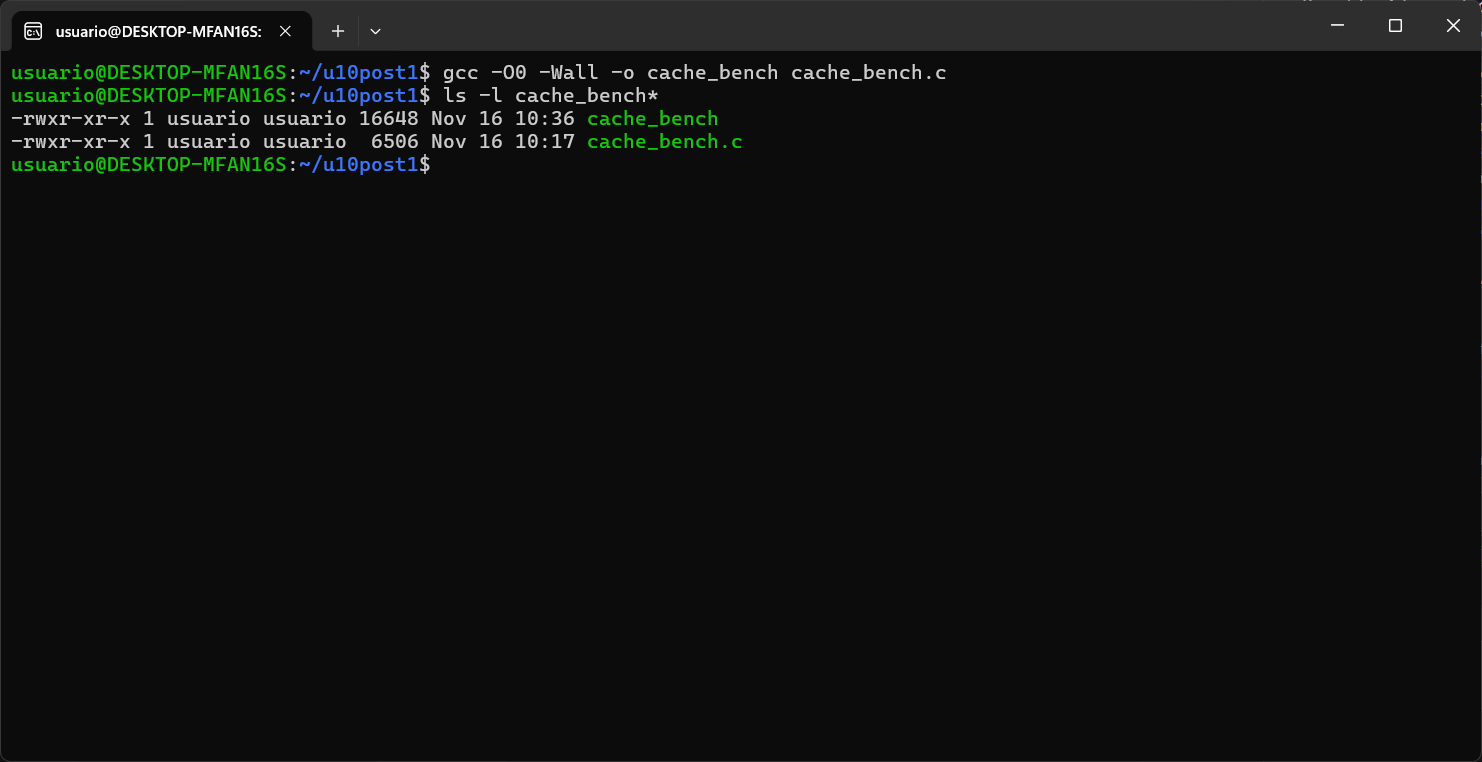 usuario@DESKTOP-MFAN16S:
usuario@DESKTOP-MFAN16S:~/u10post1$ gcc -O0 -Wall -o cache_bench cache_bench.c
usuario@DESKTOP-MFAN16S:~/u10post1$ ls -l cache_bench*
-rwxr-xr-x 1 usuario usuario 16648 Nov 16 10:36 cache_bench
-rwxr-xr-x 1 usuario usuario  6506 Nov 16 10:17 cache_bench.c
usuario@DESKTOP-MFAN16S:~/u10post1$